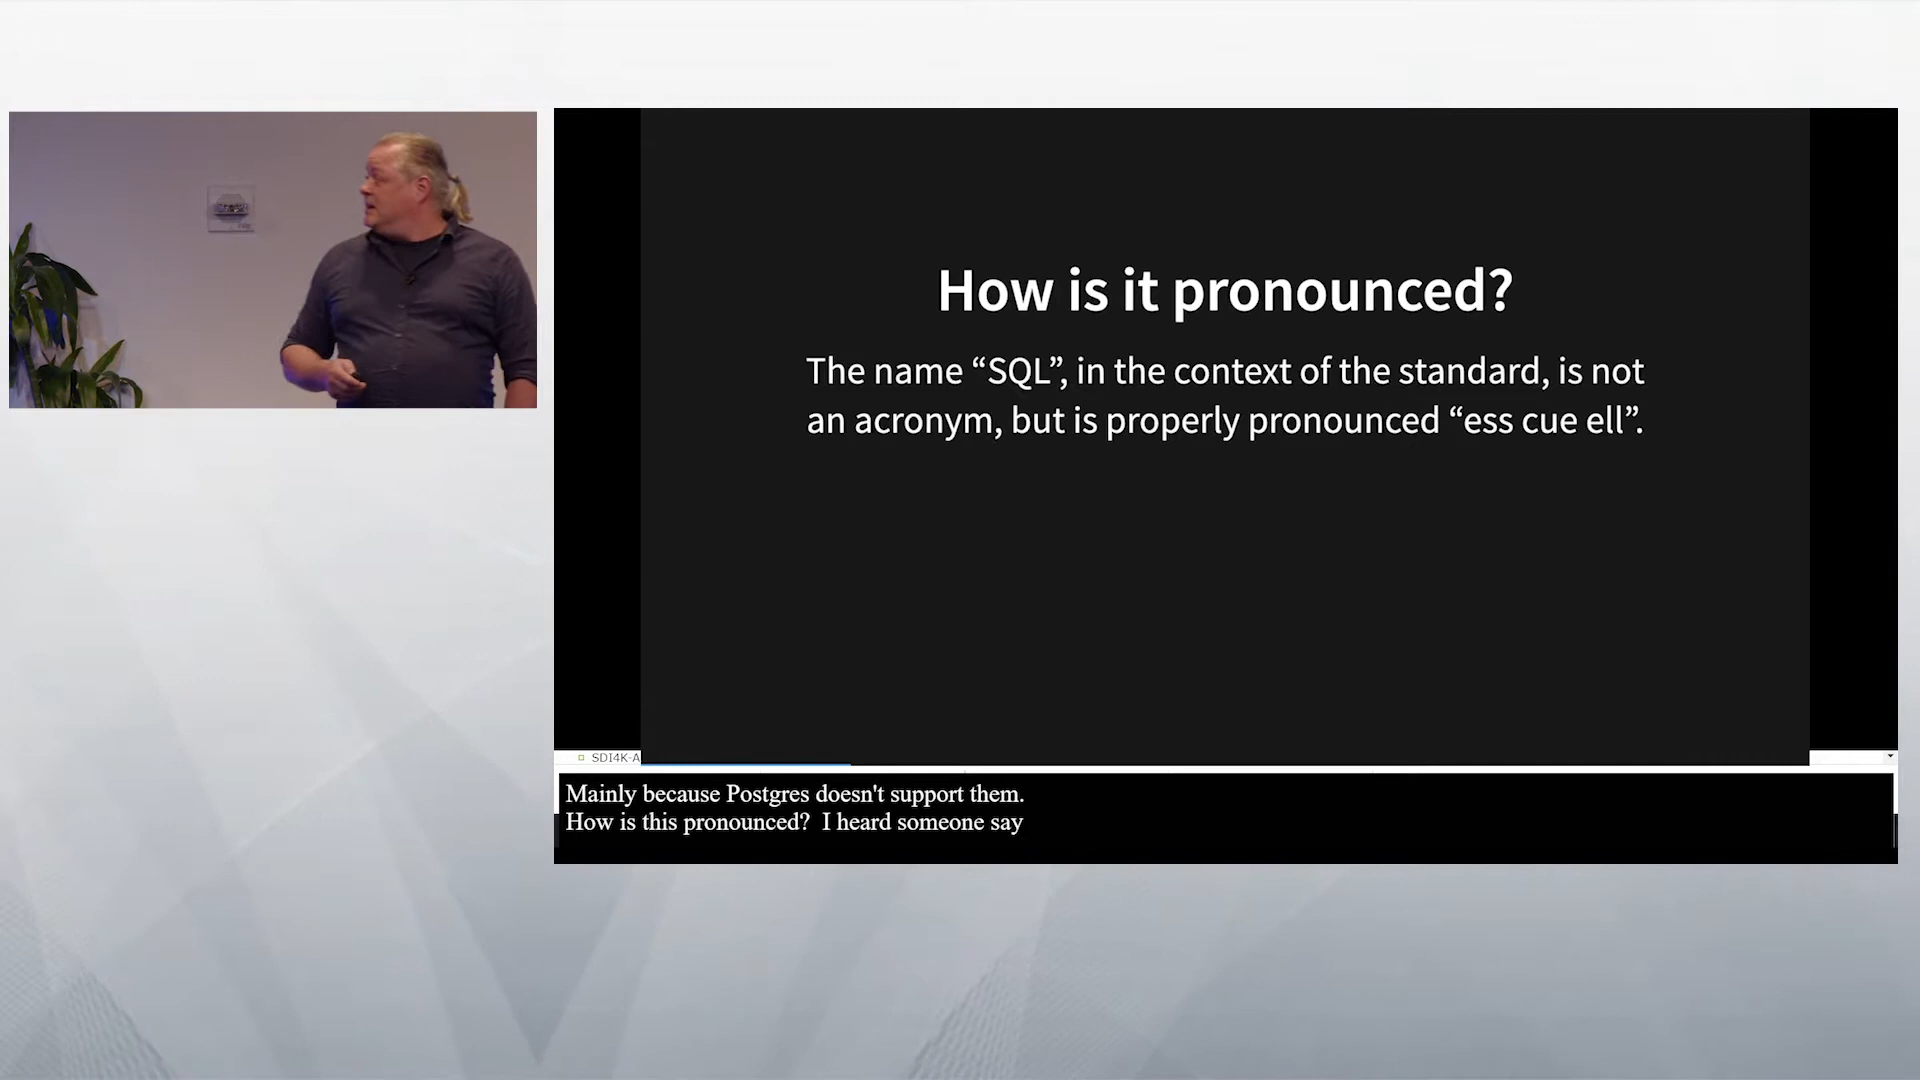 How is it pronounced?
The name “SQL”, in the context of the standard, is not
an acronym, but is properly pronounced “ess cue ell”.
SDI4K-A
Mainly because Postgres doesn't support them.
How is this pronounced?  I heard someone say